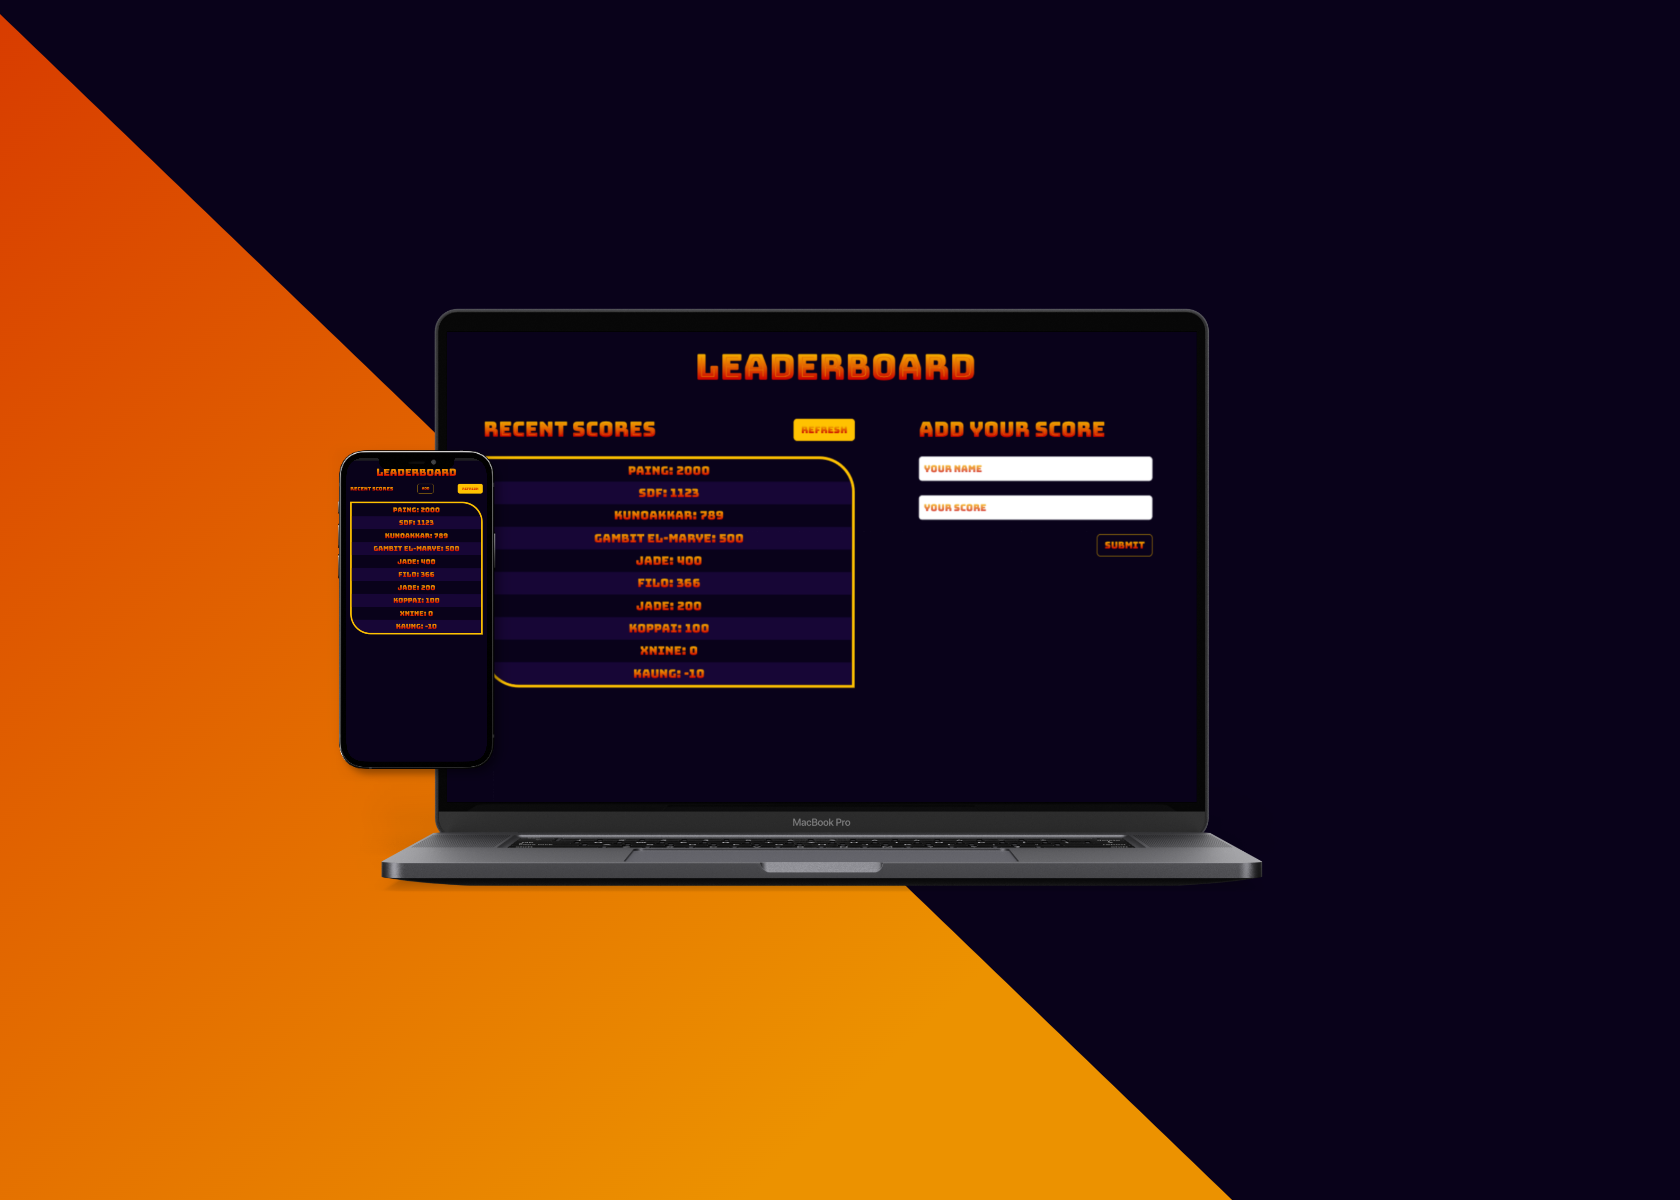 LEADERBOARD
RECENT SCORES
REFRESH
PAING: 2000
SDF: 1123
KUNOAKKAR: 789
GAMBIT EL-MARVE: 500
JADE: 400
FILO: 366
JADE: 200
KOPPAI: 100
XNINE: 0
KAUNG: -10
ADD YOUR SCORE
YOUR NAME
YOUR SCORE
SUBMIT
LEADERBOARD
RECENT SCORES
ADD
REFRESH
PAING: 2000
SDF: 1123
KUNOAKKAR: 789
GAMBIT EL-MARVE: 500
JADE: 400
FILO: 366
JADE: 200
KOPPAI: 100
XNINE: 0
KAUNG: -10
MacBook Pro